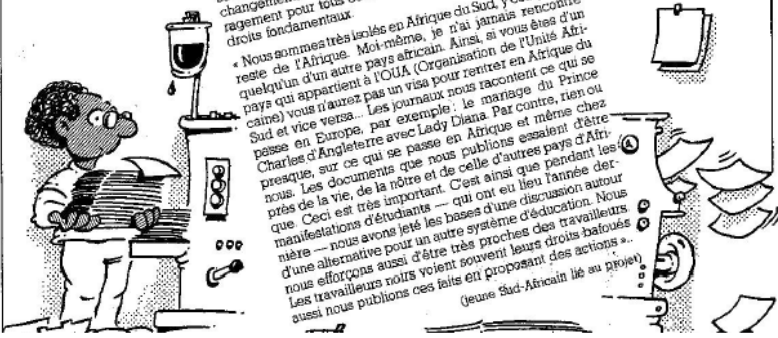 changement
ragement pour tous
droits fondamentaux.
« Nous sommes très isolés en Afrique du Sud, y
reste de l'Afrique. Moi-même, je n'ai jamais rencontré
quelqu'un d'un autre pays africain. Ainsi, si vous êtes d'un
pays qui appartient à l'OUA (Organisation de l'Unité Afri-
caine) vous n'aurez pas un visa pour rentrer en Afrique du
Sud et vice versa... Les journaux nous racontent ce qui se
passe en Europe, par exemple : le mariage du Prince
Charles d'Angleterre avec Lady Diana. Par contre, rien ou
presque, sur ce qui se passe en Afrique et même chez
nous. Les documents que nous publions essaient d'être
près de la vie, de la nôtre et de celle d'autres pays d'Afri-
que. Ceci est très important. C'est ainsi que pendant les
manifestations d'étudiants — qui ont eu lieu l'année der-
nière — nous avons jeté les bases d'une discussion autour
d'une alternative pour un autre système d'éducation. Nous
nous efforçons aussi d'être très proches des travailleurs
Les travailleurs noirs voient souvent leurs droits bafoués
aussi nous publions ces faits en proposant des actions ».
(jeune Sud-Africain lié au projet)